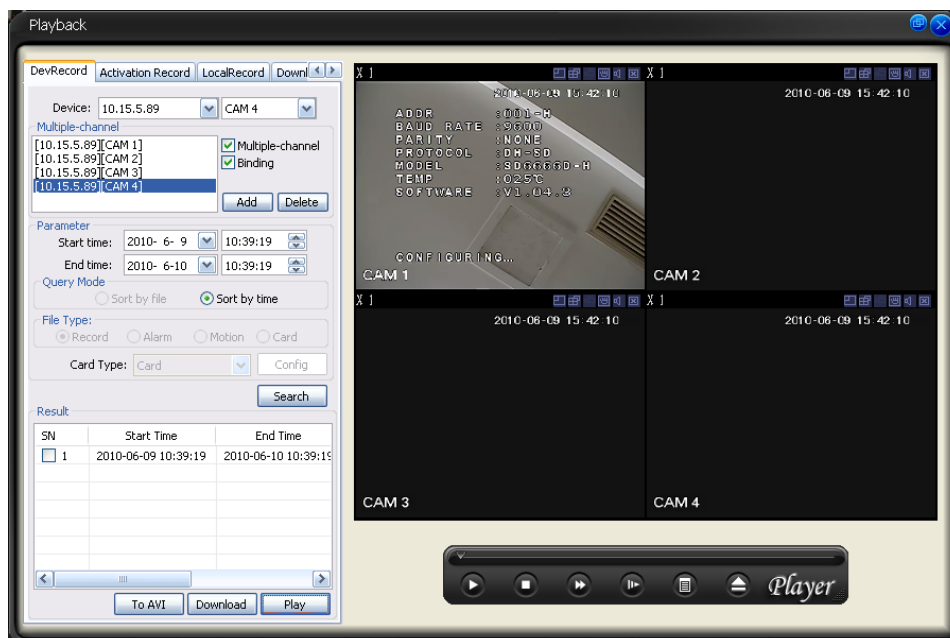 Playback
DevRecord Activation Record LocalRecord Downl
Device: 10.15.5.89 CAM 4
Multiple-channel
[10.15.5.89][CAM 1]
[10.15.5.89][CAM 2]
[10.15.5.89][CAM 3]
[10.15.5.89][CAM 4]
Multiple-channel
Binding
Add Delete
Parameter
Start time: 2010- 6- 9 10:39:19
End time: 2010- 6-10 10:39:19
Query Mode
Sort by file Sort by time
File Type:
Record Alarm Motion Card
Card Type: Card Config
Search
Result
SN Start Time End Time
1 2010-06-09 10:39:19 2010-06-10 10:39:19
To AVI Download Play
X 1
2010-06-09 15:42:10
ADDR :001-H
BAUD RATE :9600
PARITY :NONE
PROTOCOL :DH-SD
MODEL :SD6666D-H
TEMP :025℃
SOFTWARE :V1.04.8
CONFIGURING...
CAM 1
X 1
2010-06-09 15:42:10
CAM 2
X 1
2010-06-09 15:42:10
CAM 3
X 1
2010-06-09 15:42:10
CAM 4
Player